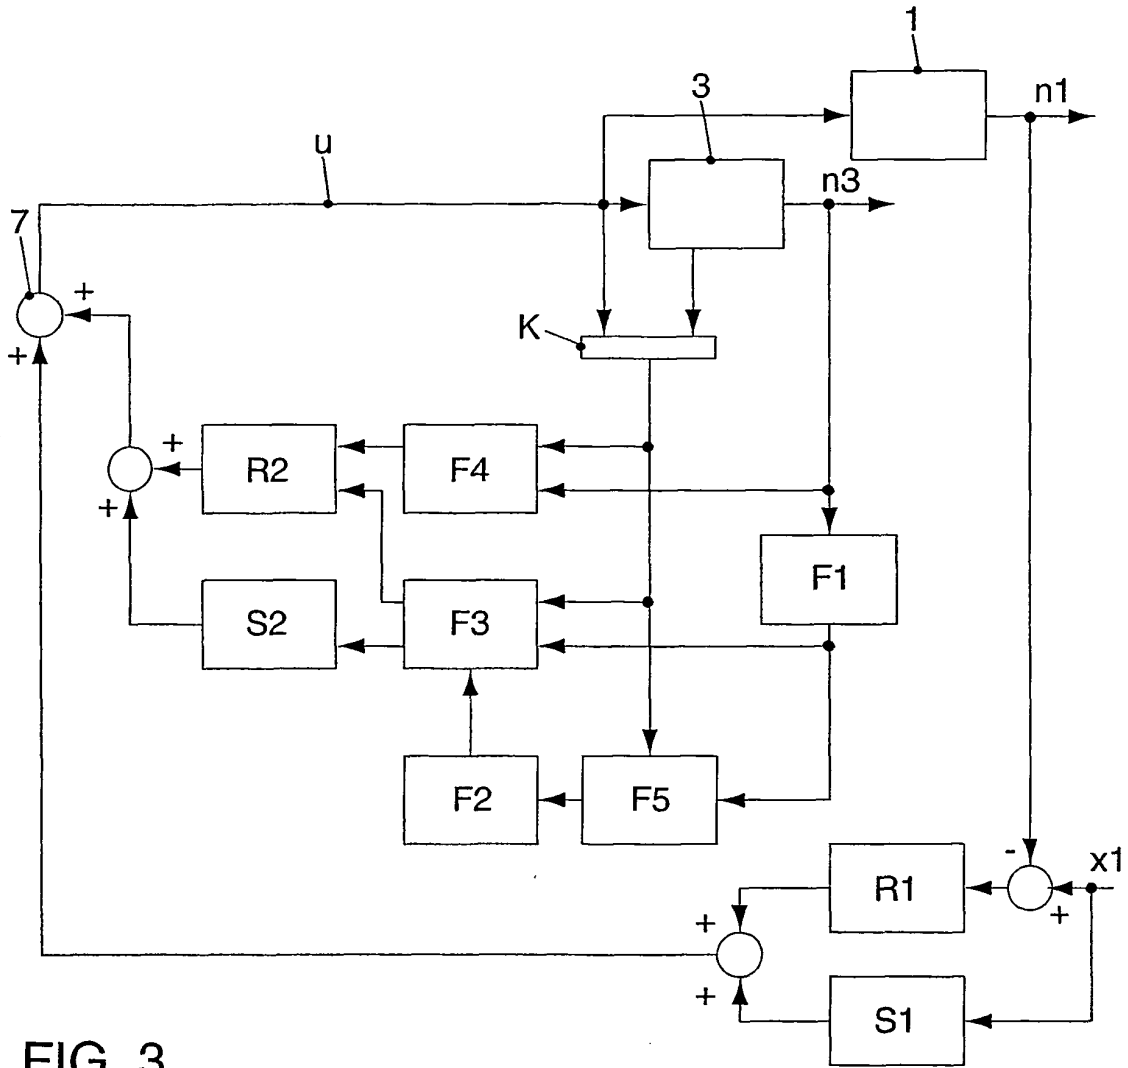 1
n1
3
u
n3
7
+
+
K
+
R2
F4
+
F1
S2
F3
F2
F5
-
x1
R1
+
+
+
S1
FIG. 3